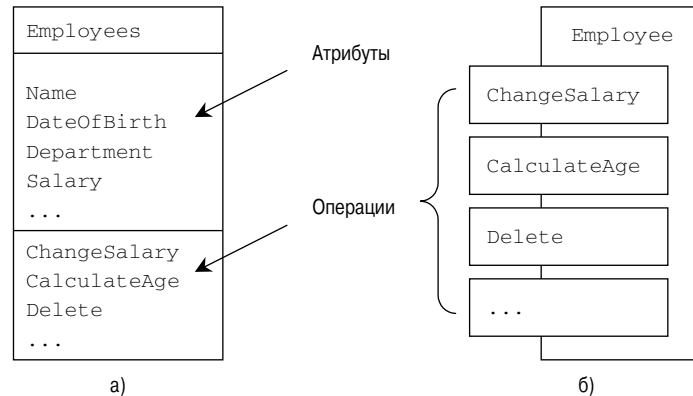 Employees
Name
DateOfBirth
Department
Salary
...
ChangeSalary
CalculateAge
Delete
...
а)
Атрибуты
Операции
Employee
ChangeSalary
CalculateAge
Delete
...
б)